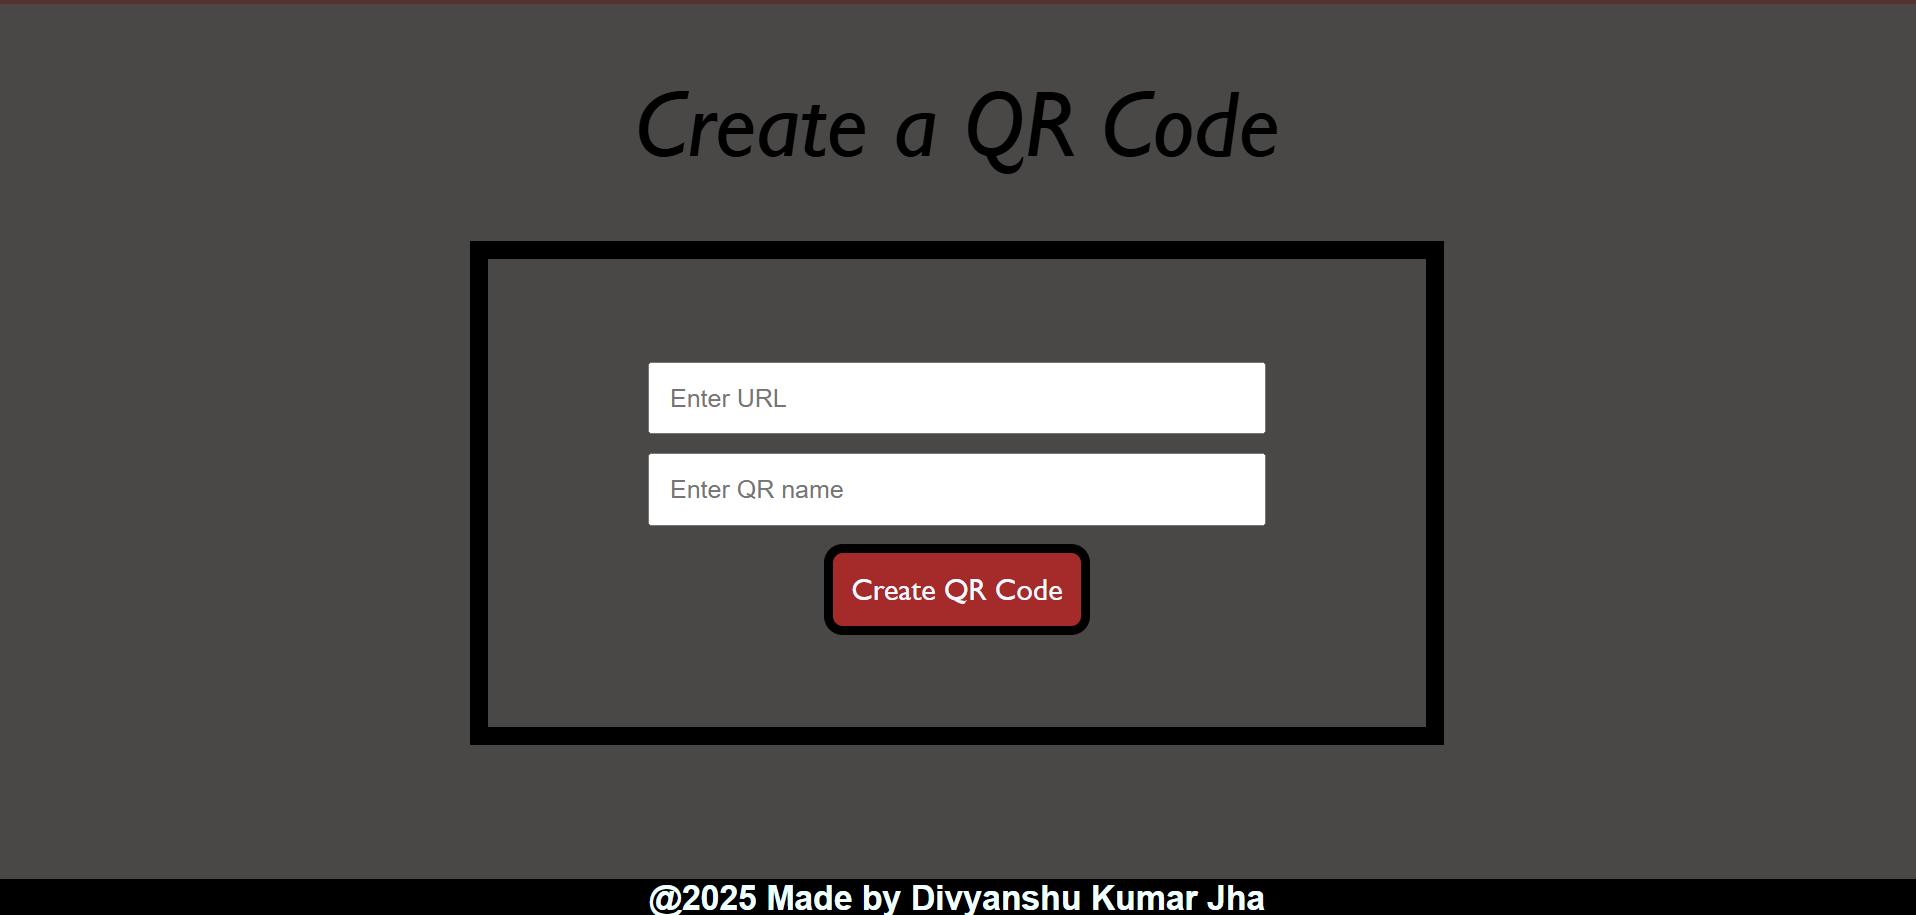 Create a QR Code
Enter URL
Enter QR name
Create QR Code
@2025 Made by Divyanshu Kumar Jha